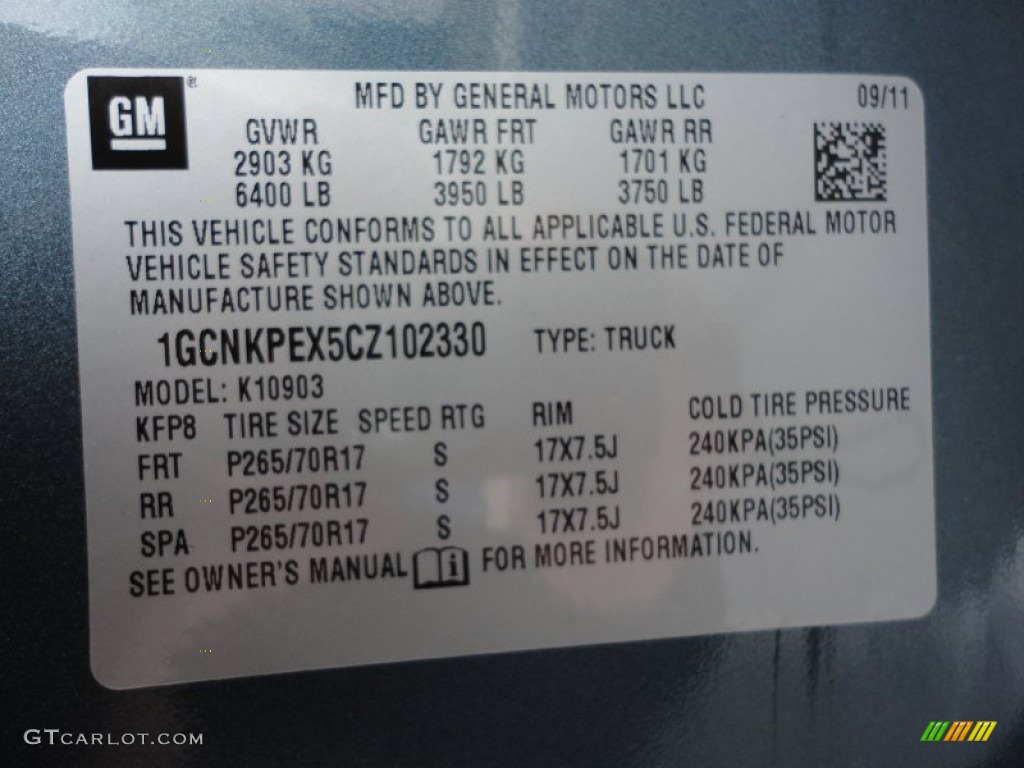 GM ®
MFD BY GENERAL MOTORS LLC 09/11
GVWR GAWR FRT GAWR RR
2903 KG 1792 KG 1701 KG
6400 LB 3950 LB 3750 LB
THIS VEHICLE CONFORMS TO ALL APPLICABLE U.S. FEDERAL MOTOR
VEHICLE SAFETY STANDARDS IN EFFECT ON THE DATE OF
MANUFACTURE SHOWN ABOVE.
1GCNKPEX5CZ102330 TYPE: TRUCK
MODEL: K10903
KFP8 TIRE SIZE SPEED RTG RIM COLD TIRE PRESSURE
FRT P265/70R17 S 17X7.5J 240KPA(35PSI)
RR P265/70R17 S 17X7.5J 240KPA(35PSI)
SPA P265/70R17 S 17X7.5J 240KPA(35PSI)
SEE OWNER'S MANUAL i FOR MORE INFORMATION.
GTCARLOT.COM